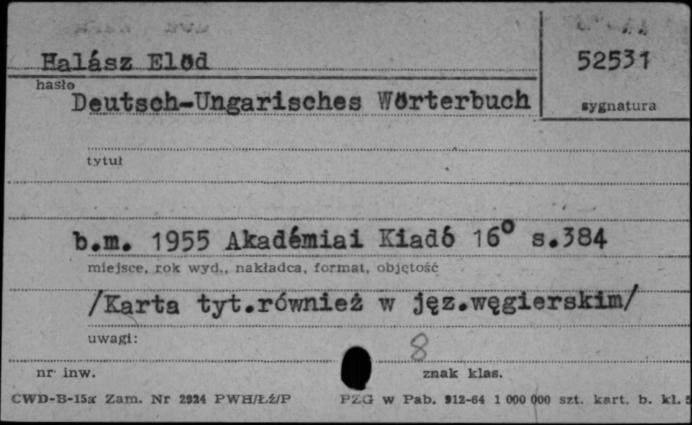 Halász Előd
52531
hasło
Deutsch-Ungarisches Wörterbuch
sygnatura
tytuł
b.m. 1955 Akadémiai Kiadó 16° s.384
miejsce, rok wyd., nakładca, format, objętość
/Karta tyt.również w jęz.węgierskim/
uwagi:
8
nr inw.
znak klas.
CWD-B-15a Zam. Nr 2924 PWH/Łź/P
PZG w Pab. 912-64 1 000 000 szt. kart. b. kl. 5